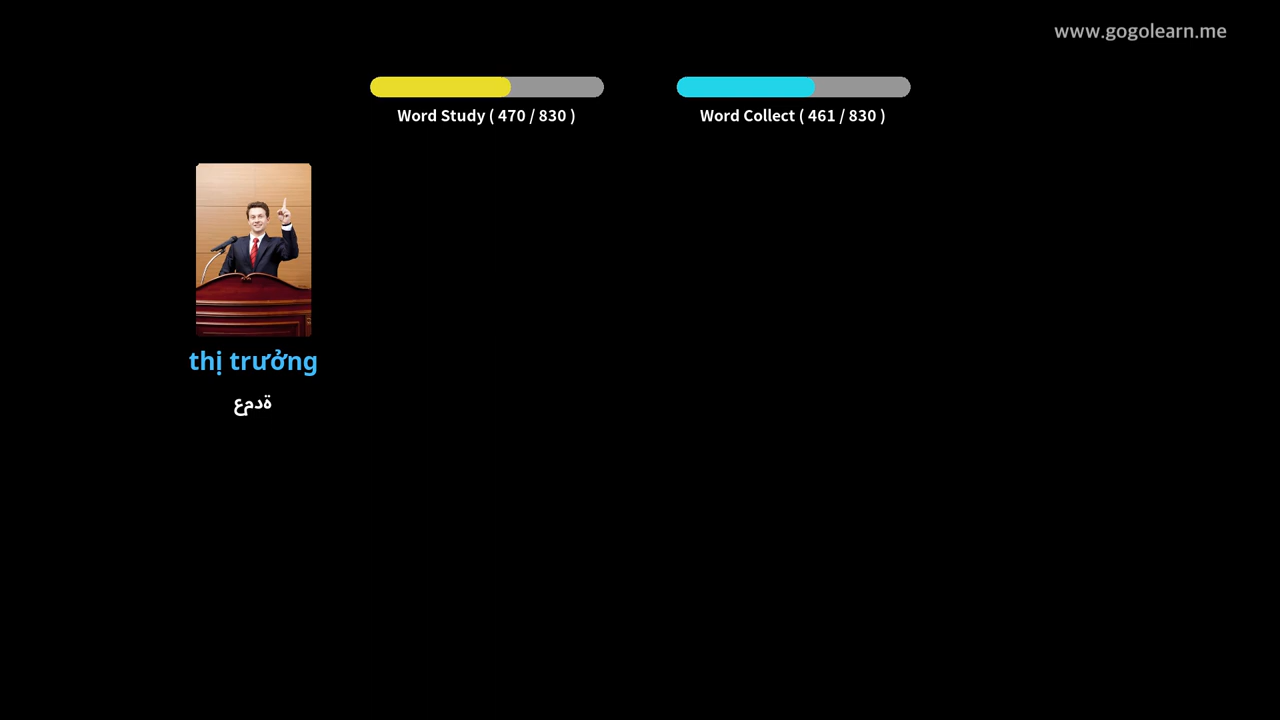 www.gogolearn.me
Word Study ( 470 / 830 )
Word Collect ( 461 / 830 )
thị trưởng
عمدة